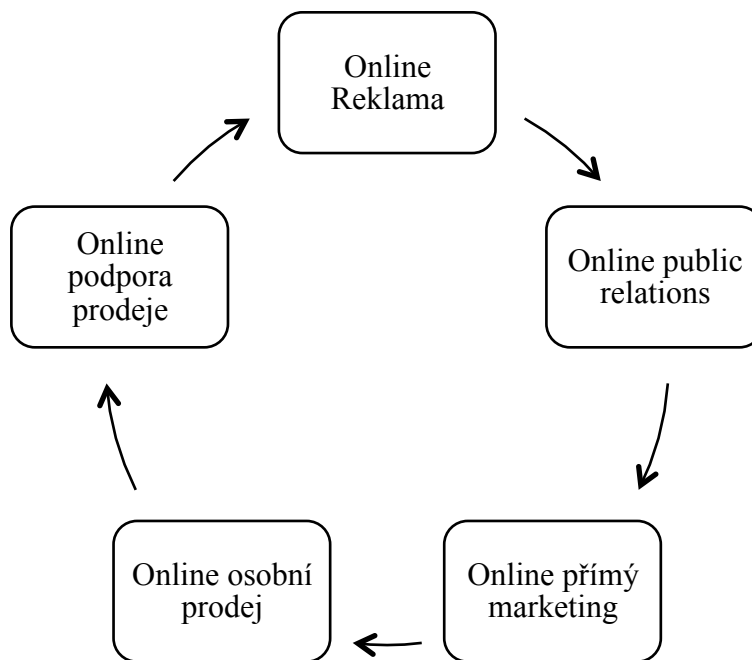 Online
Reklama
Online public
relations
Online přímý
marketing
Online osobní
prodej
Online
podpora
prodeje